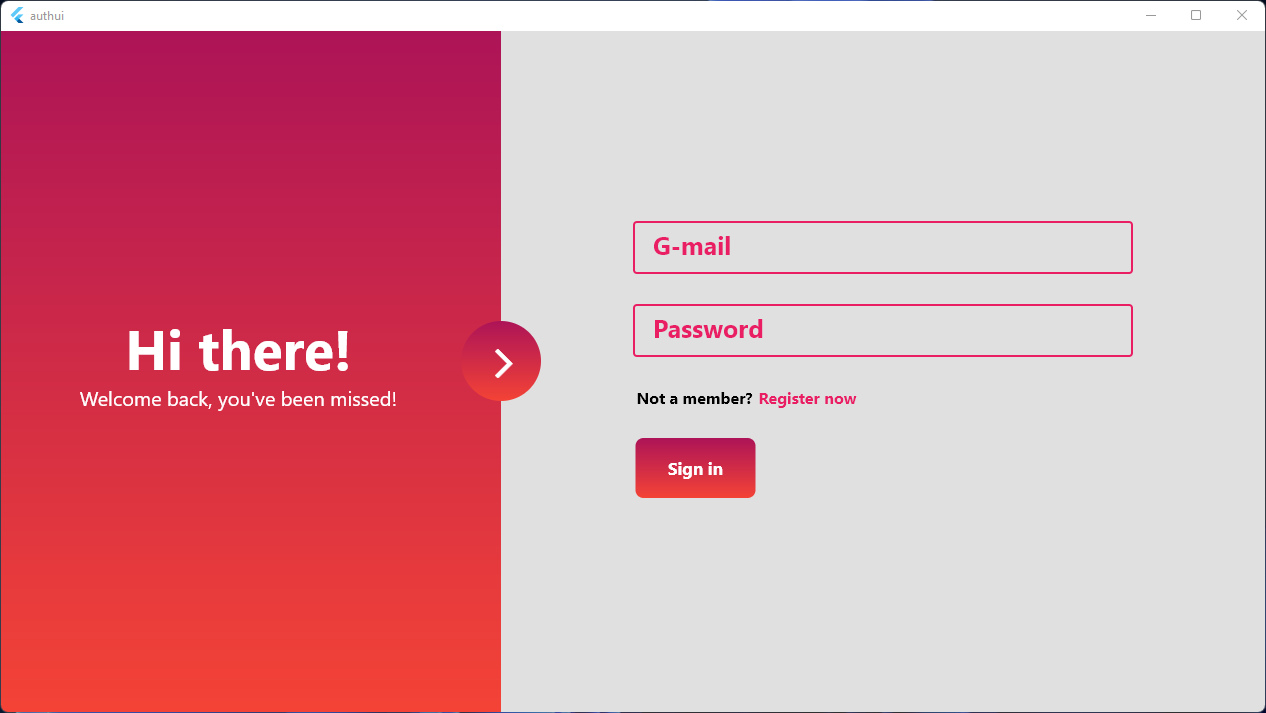 authui
Hi there!
Welcome back, you've been missed!
G-mail
Password
Not a member? Register now
Sign in